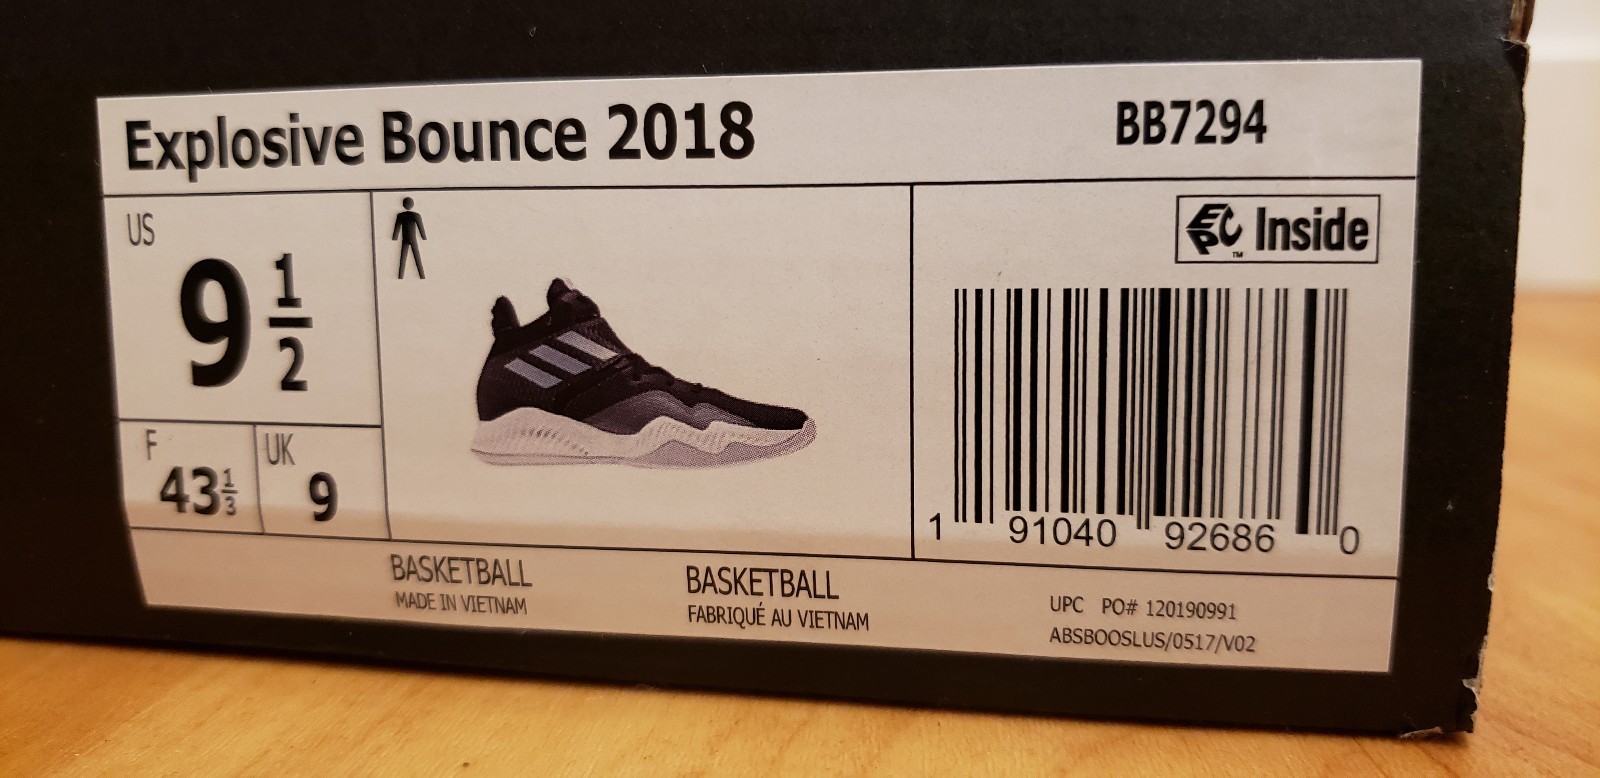 Explosive Bounce 2018
BB7294
US
9 1/2
F
43 1/3
UK
9
EPC Inside
TM
1 91040 92686 0
BASKETBALL
MADE IN VIETNAM
BASKETBALL
FABRIQUÉ AU VIETNAM
UPC PO# 120190991
ABSBOOSLUS/0517/V02